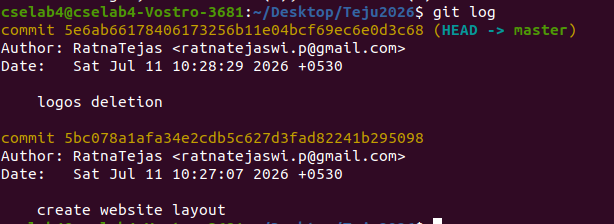 cselab4@cselab4-Vostro-3681:~/Desktop/Teju2026$ git log
commit 5e6ab66178406173256b11e04bcf69ec6e0d3c68 (HEAD -> master)
Author: RatnaTejas <ratnatejaswi.p@gmail.com>
Date:   Sat Jul 11 10:28:29 2026 +0530
    logos deletion
commit 5bc078a1afa34e2cdb5c627d3fad82241b295098
Author: RatnaTejas <ratnatejaswi.p@gmail.com>
Date:   Sat Jul 11 10:27:07 2026 +0530
    create website layout